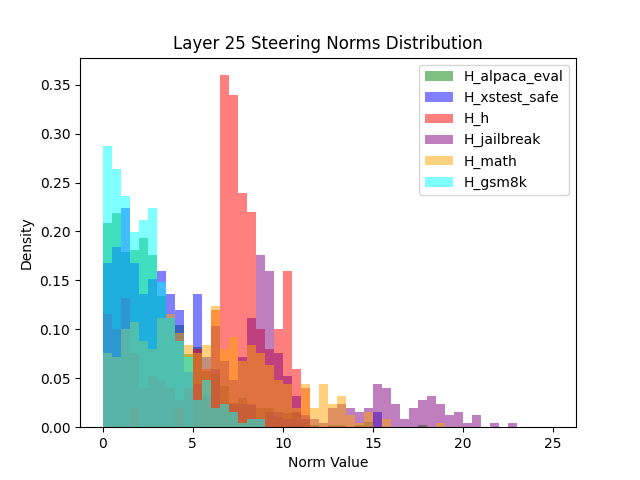 Layer 25 Steering Norms Distribution
H_alpaca_eval
H_xstest_safe
H_h
H_jailbreak
H_math
H_gsm8k
Density
0.35
0.30
0.25
0.20
0.15
0.10
0.05
0.00
0 5 10 15 20 25
Norm Value